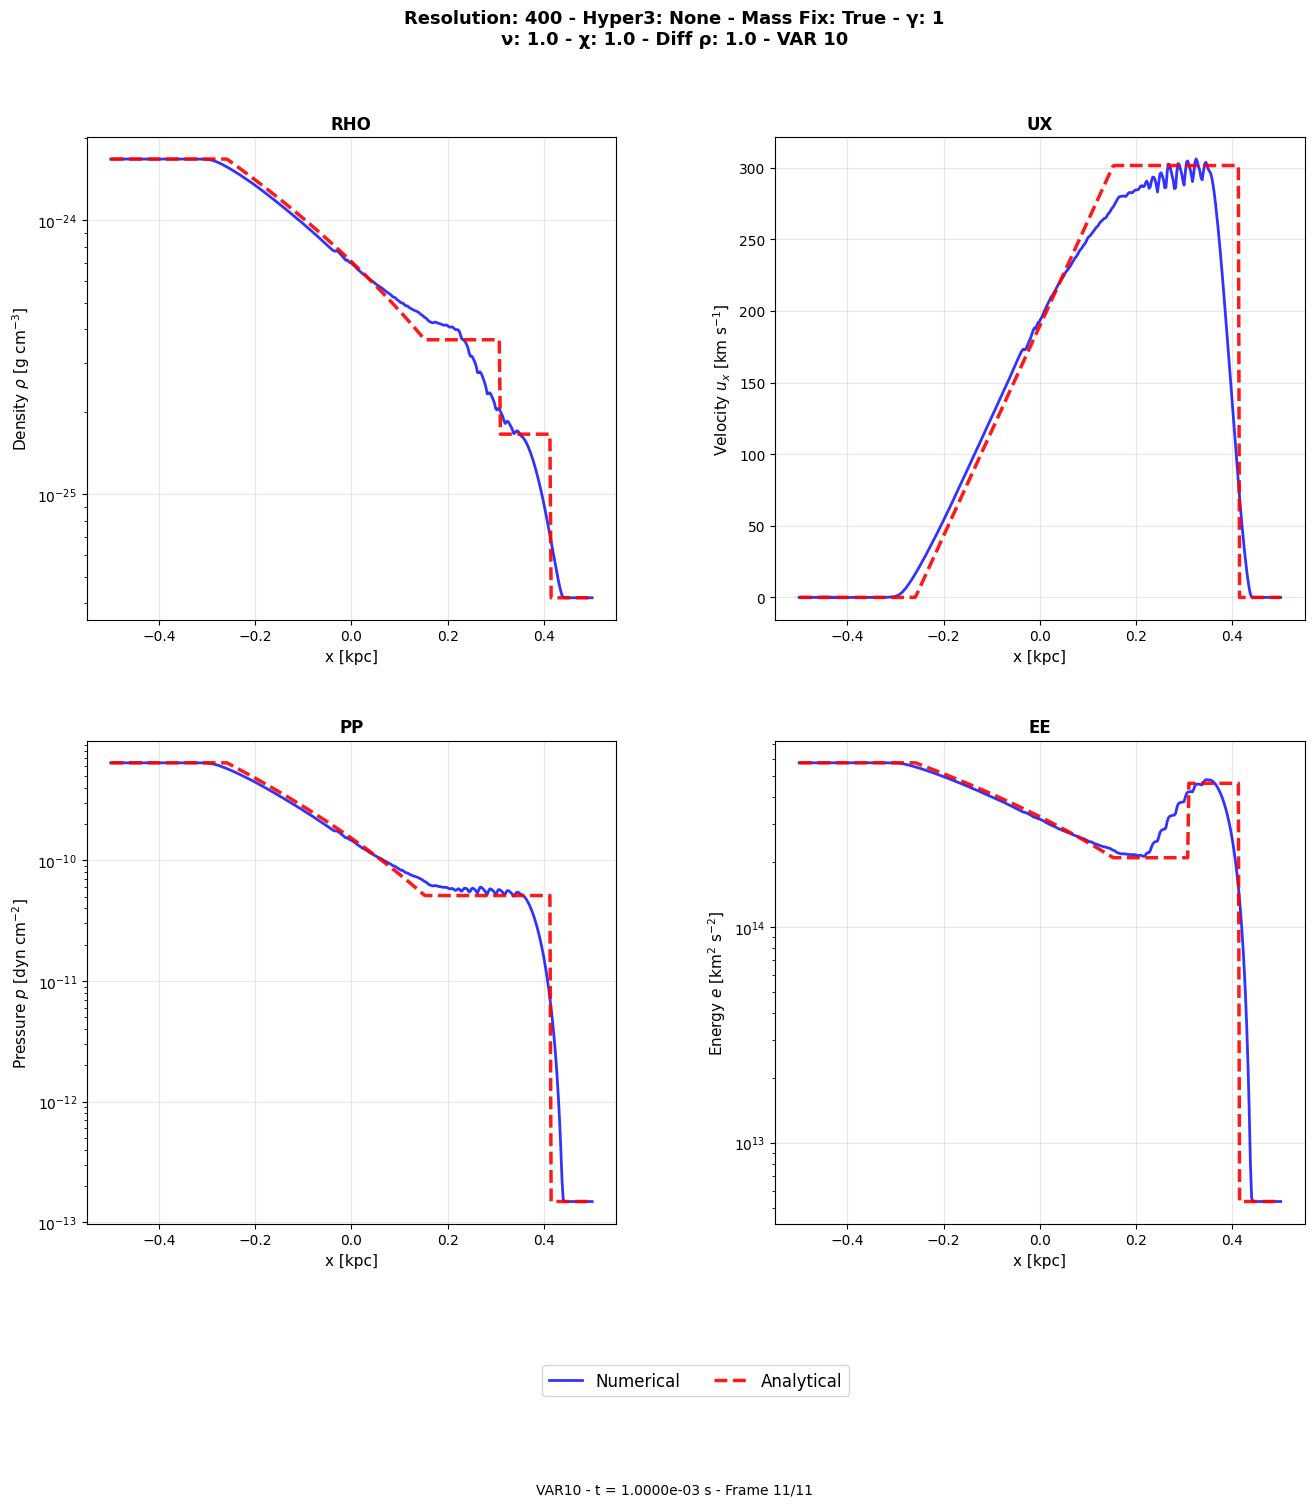 Resolution: 400 - Hyper3: None - Mass Fix: True - γ: 1
ν: 1.0 - χ: 1.0 - Diff ρ: 1.0 - VAR 10
RHO
Density ρ [g cm⁻³]
10⁻²⁴
10⁻²⁵
−0.4 −0.2 0.0 0.2 0.4
x [kpc]
UX
Velocity uₓ [km s⁻¹]
300
250
200
150
100
50
0
−0.4 −0.2 0.0 0.2 0.4
x [kpc]
PP
Pressure p [dyn cm⁻²]
10⁻¹⁰
10⁻¹¹
10⁻¹²
10⁻¹³
−0.4 −0.2 0.0 0.2 0.4
x [kpc]
EE
Energy e [km² s⁻²]
10¹⁴
10¹³
−0.4 −0.2 0.0 0.2 0.4
x [kpc]
Numerical Analytical
VAR10 - t = 1.0000e-03 s - Frame 11/11